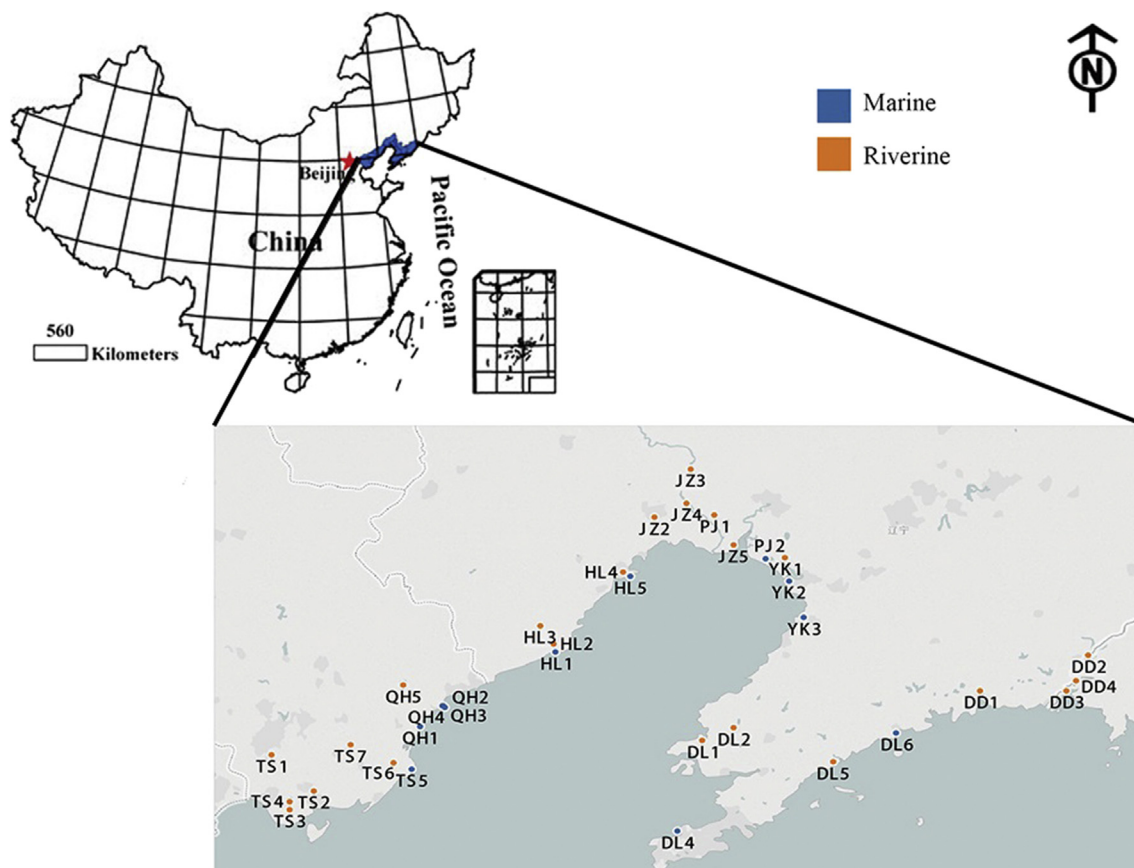 N
Marine
Riverine
Beijing
China
Pacific Ocean
560
Kilometers
JZ3
JZ4
PJ1
JZ2
JZ5
PJ2
辽宁
YK1
YK2
HL4
HL5
YK3
HL3
HL2
HL1
DD2
DD4
DD1
DD3
QH5
QH2
QH4
QH3
QH1
DL2
DL1
DL6
TS7
TS1
TS6
TS5
DL5
TS4
TS2
TS3
DL4